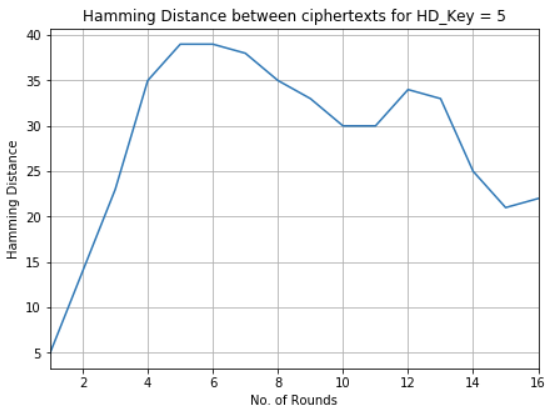 Hamming Distance between ciphertexts for HD_Key = 5
40
35
30
25
20
15
10
5
Hamming Distance
2 4 6 8 10 12 14 16
No. of Rounds